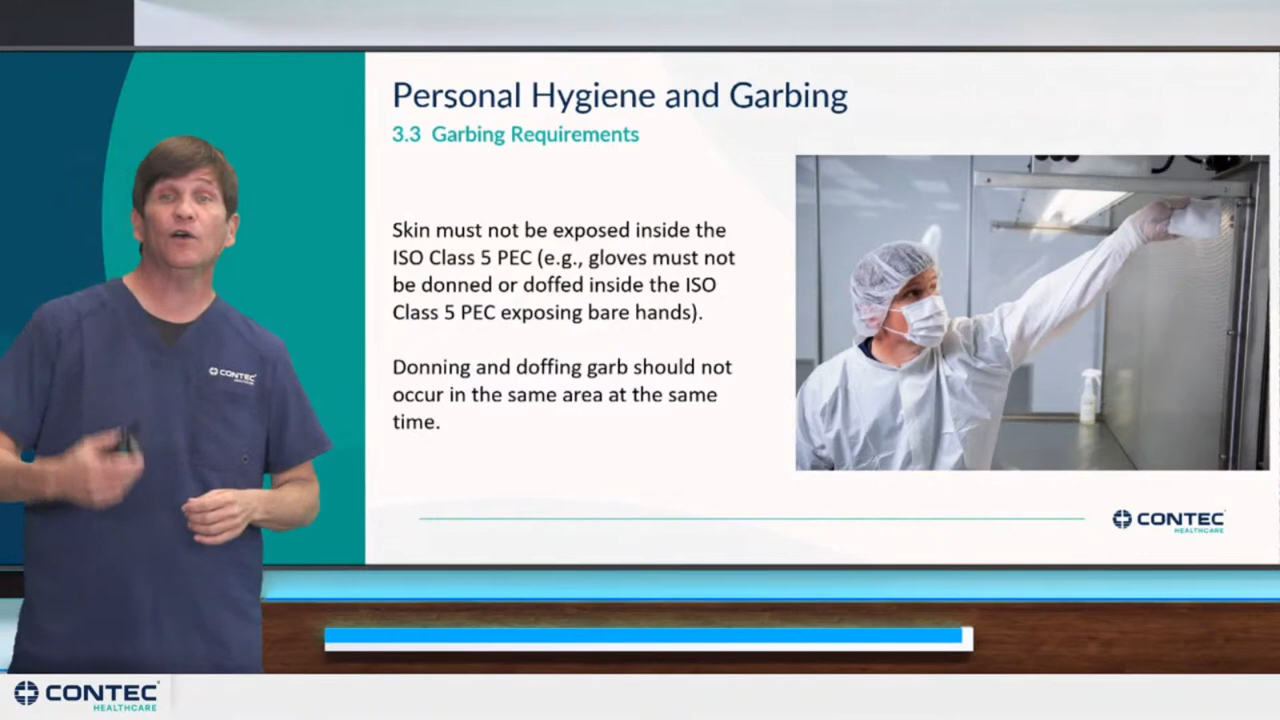 Personal Hygiene and Garbing
3.3 Garbing Requirements
Skin must not be exposed inside the
ISO Class 5 PEC (e.g., gloves must not
be donned or doffed inside the ISO
Class 5 PEC exposing bare hands).
Donning and doffing garb should not
occur in the same area at the same
time.
CONTEC
HEALTHCARE
CONTEC
HEALTHCARE
CONTEC
HEALTHCARE